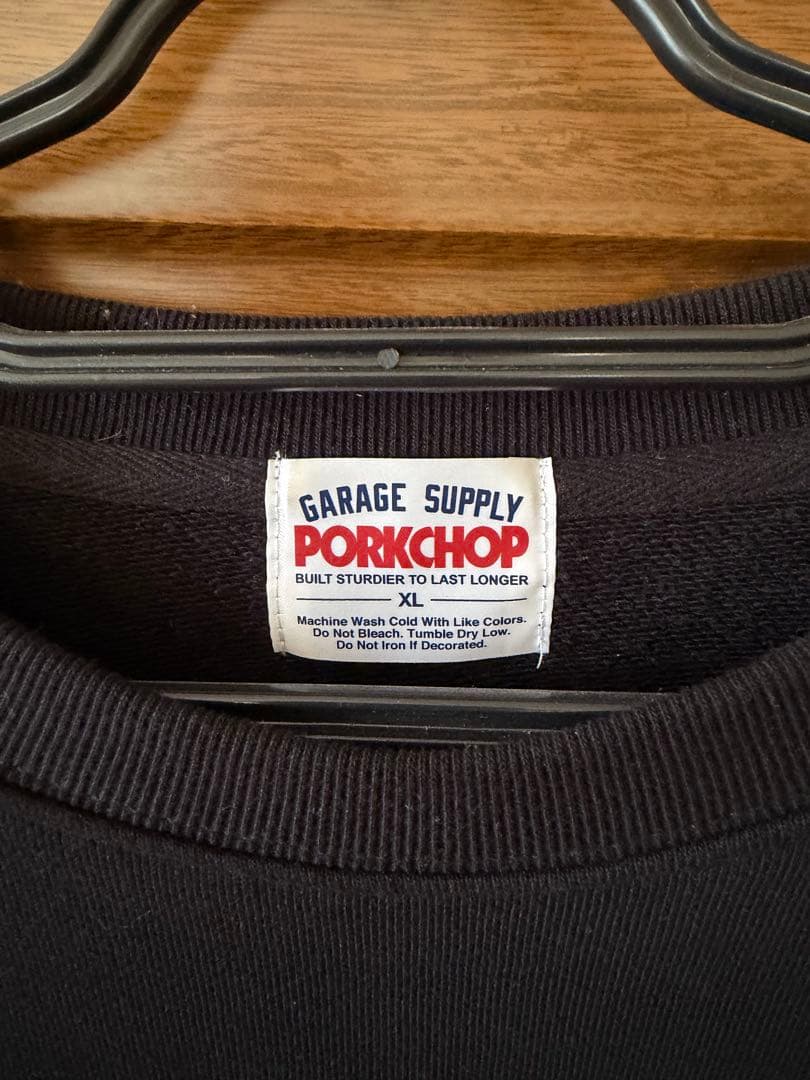 GARAGE SUPPLY
PORKCHOP
BUILT STURDIER TO LAST LONGER
XL
Machine Wash Cold With Like Colors.
Do Not Bleach. Tumble Dry Low.
Do Not Iron If Decorated.